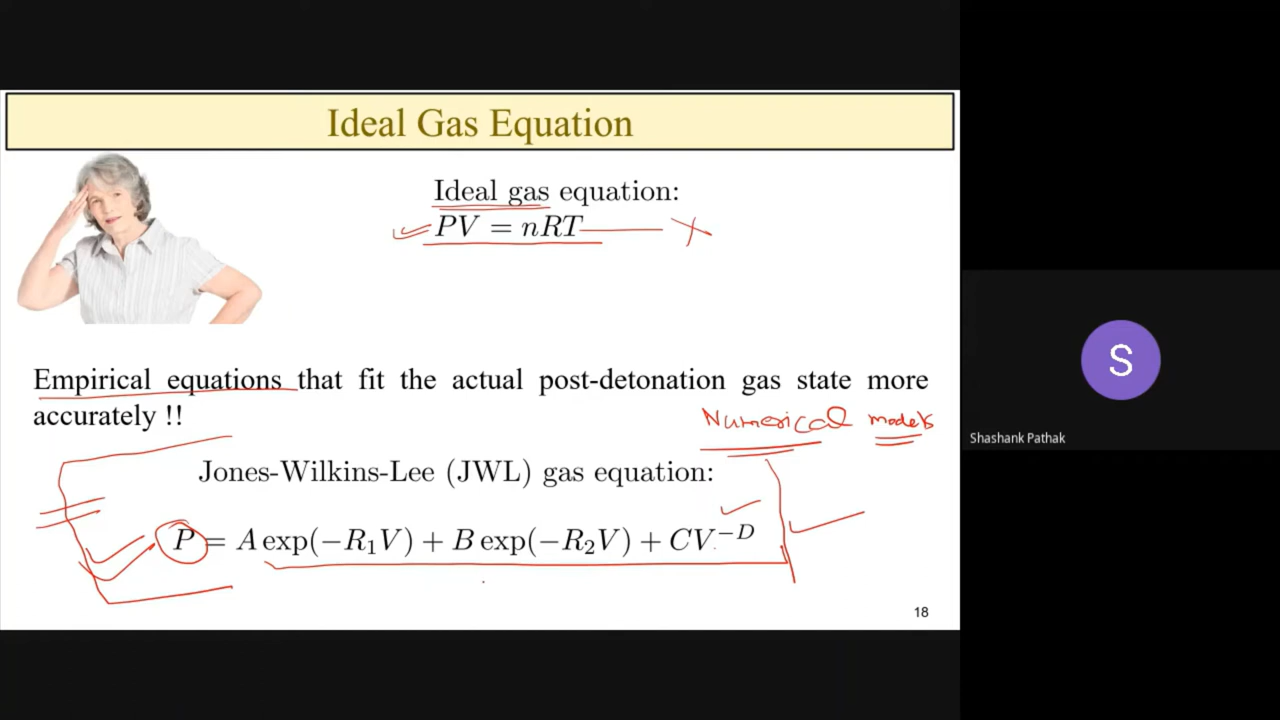 Ideal Gas Equation
Ideal gas equation:
PV = nRT
Empirical equations that fit the actual post-detonation gas state more
accurately !!
Numerical models
Jones-Wilkins-Lee (JWL) gas equation:
P = A exp(−R₁V) + B exp(−R₂V) + CV⁻ᴰ
18
S
Shashank Pathak